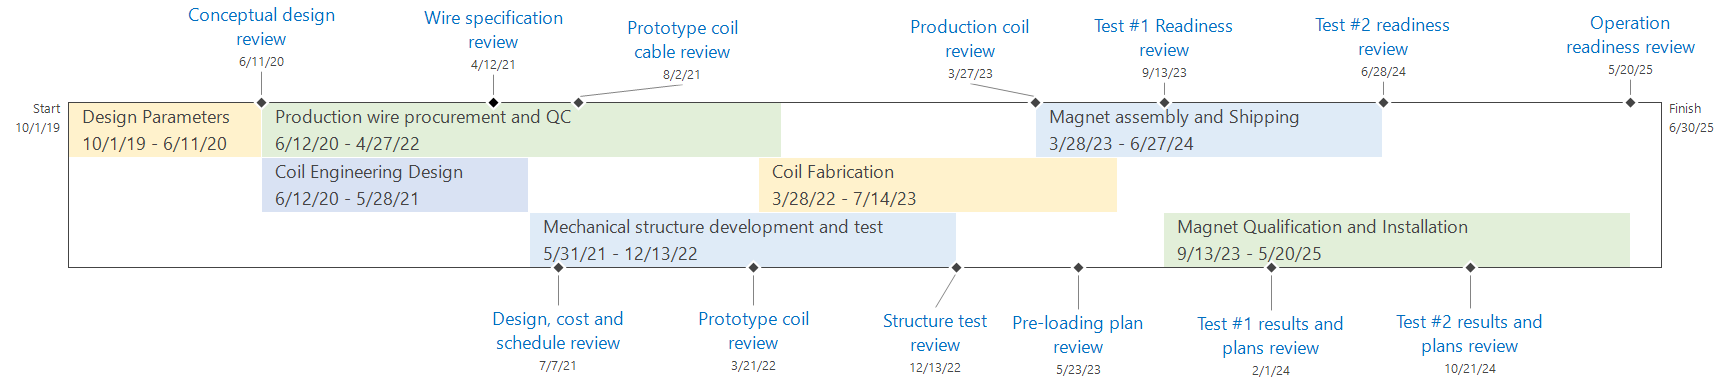 Conceptual design
review
6/11/20
Wire specification
review
4/12/21
Prototype coil
cable review
8/2/21
Production coil
review
3/27/23
Test #1 Readiness
review
9/13/23
Test #2 readiness
review
6/28/24
Operation
readiness review
5/20/25
Start
10/1/19
Design Parameters
10/1/19 - 6/11/20
Production wire procurement and QC
6/12/20 - 4/27/22
Magnet assembly and Shipping
3/28/23 - 6/27/24
Finish
6/30/25
Coil Engineering Design
6/12/20 - 5/28/21
Coil Fabrication
3/28/22 - 7/14/23
Mechanical structure development and test
5/31/21 - 12/13/22
Magnet Qualification and Installation
9/13/23 - 5/20/25
Design, cost and
schedule review
7/7/21
Prototype coil
review
3/21/22
Structure test
review
12/13/22
Pre-loading plan
review
5/23/23
Test #1 results and
plans review
2/1/24
Test #2 results and
plans review
10/21/24